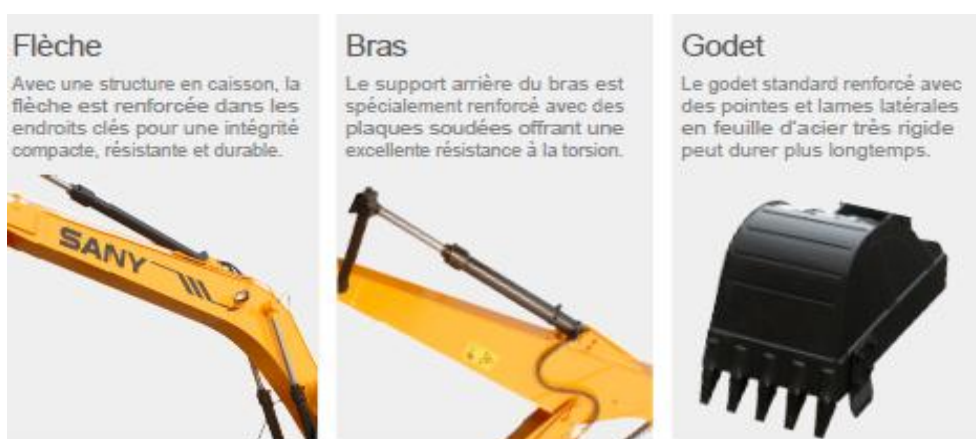 Flèche
Avec une structure en caisson, la
flèche est renforcée dans les
endroits clés pour une intégrité
compacte, résistante et durable.
SANY
Bras
Le support arrière du bras est
spécialement renforcé avec des
plaques soudées offrant une
excellente résistance à la torsion.
Godet
Le godet standard renforcé avec
des pointes et lames latérales
en feuille d'acier très rigide
peut durer plus longtemps.